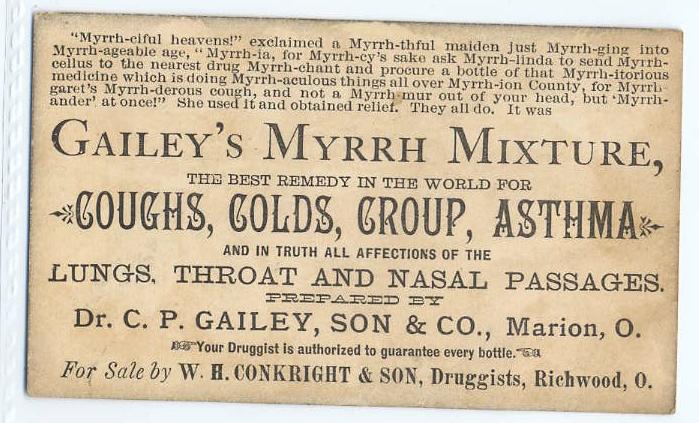 "Myrrh-ciful heavens!" exclaimed a Myrrh-thful maiden just Myrrh-ging into
Myrrh-ageable age, "Myrrh-ia, for Myrrh-cy's sake ask Myrrh-linda to send Myrrh-
cellus to the nearest drug Myrrh-chant and procure a bottle of that Myrrh-itorious
medicine which is doing Myrrh-aculous things all over Myrrh-ion County, for Myrrh-
garet's Myrrh-derous cough, and not a Myrrh-mur out of your head, but 'Myrrh-
ander' at once!" She used it and obtained relief. They all do. It was
GAILEY'S MYRRH MIXTURE,
THE BEST REMEDY IN THE WORLD FOR
COUGHS, COLDS, CROUP, ASTHMA
AND IN TRUTH ALL AFFECTIONS OF THE
LUNGS, THROAT AND NASAL PASSAGES.
PREPARED BY
Dr. C. P. GAILEY, SON & CO., Marion, O.
Your Druggist is authorized to guarantee every bottle.
For Sale by W. H. CONKRIGHT & SON, Druggists, Richwood, O.